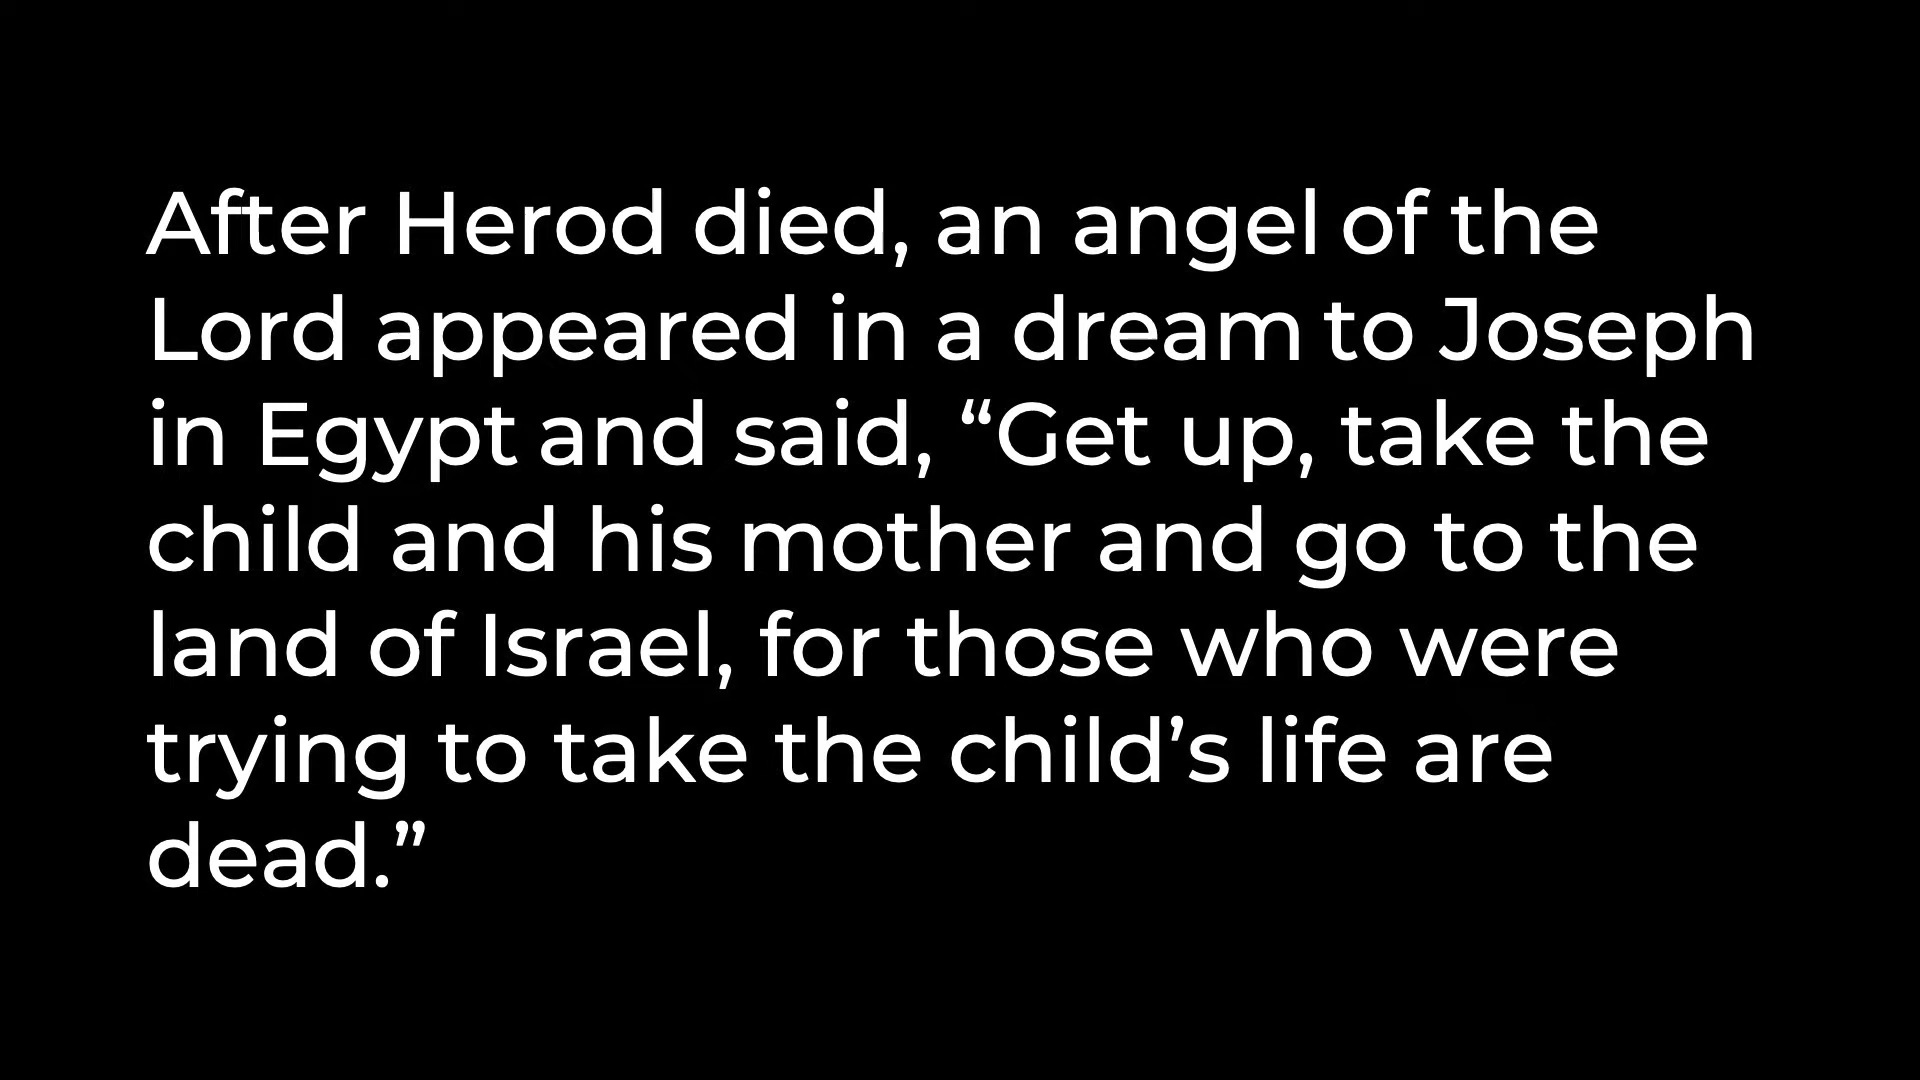 After Herod died, an angel of the
Lord appeared in a dream to Joseph
in Egypt and said, “Get up, take the
child and his mother and go to the
land of Israel, for those who were
trying to take the child’s life are
dead.”